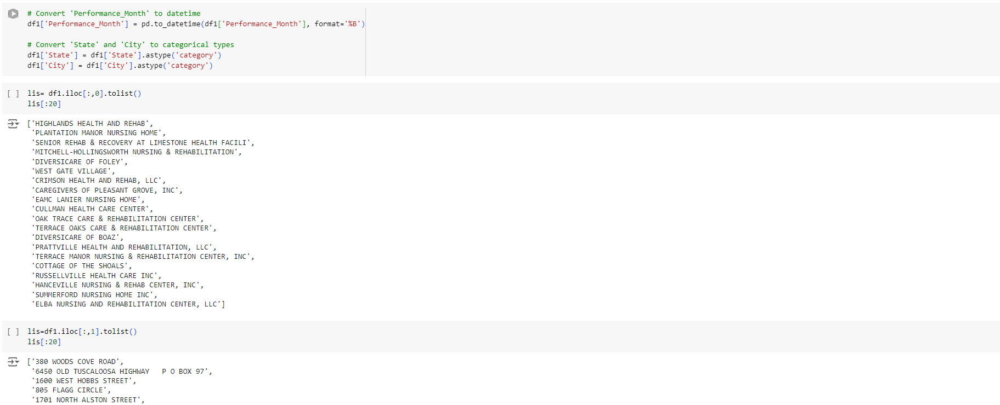 # Convert 'Performance_Month' to datetime
df1['Performance_Month'] = pd.to_datetime(df1['Performance_Month'], format='%B')
# Convert 'State' and 'City' to categorical types
df1['State'] = df1['State'].astype('category')
df1['City'] = df1['City'].astype('category')
[ ] lis= df1.iloc[:,0].tolist()
lis[:20]
['HIGHLANDS HEALTH AND REHAB',
'PLANTATION MANOR NURSING HOME',
'SENIOR REHAB & RECOVERY AT LIMESTONE HEALTH FACILI',
'MITCHELL-HOLLINGSWORTH NURSING & REHABILITATION',
'DIVERSICARE OF FOLEY',
'WEST GATE VILLAGE',
'CRIMSON HEALTH AND REHAB, LLC',
'CAREGIVERS OF PLEASANT GROVE, INC',
'EAMC LANIER NURSING HOME',
'CULLMAN HEALTH CARE CENTER',
'OAK TRACE CARE & REHABILITATION CENTER',
'TERRACE OAKS CARE & REHABILITATION CENTER',
'DIVERSICARE OF BOAZ',
'PRATTVILLE HEALTH AND REHABILITATION, LLC',
'TERRACE MANOR NURSING & REHABILITATION CENTER, INC',
'COTTAGE OF THE SHOALS',
'RUSSELLVILLE HEALTH CARE INC',
'HANCEVILLE NURSING & REHAB CENTER, INC',
'SUMMERFORD NURSING HOME INC',
'ELBA NURSING AND REHABILITATION CENTER, LLC']
[ ] lis=df1.iloc[:,1].tolist()
lis[:20]
['380 WOODS COVE ROAD',
'6450 OLD TUSCALOOSA HIGHWAY   P O BOX 97',
'1600 WEST HOBBS STREET',
'805 FLAGG CIRCLE',
'1701 NORTH ALSTON STREET',